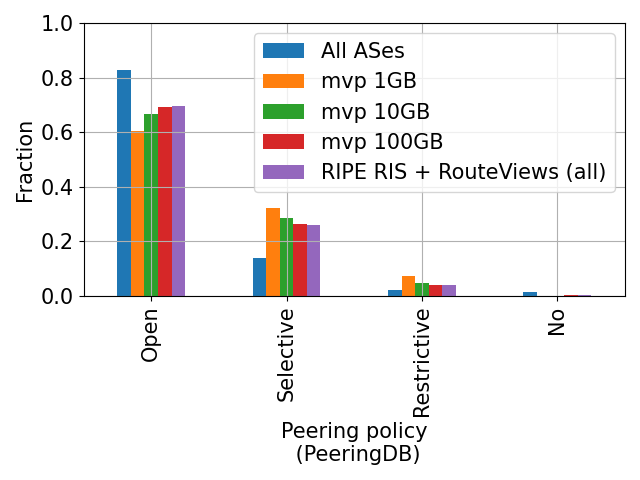 1.0
0.8
0.6
0.4
0.2
0.0
Fraction
All ASes
mvp 1GB
mvp 10GB
mvp 100GB
RIPE RIS + RouteViews (all)
Open
Selective
Restrictive
No
Peering policy
(PeeringDB)